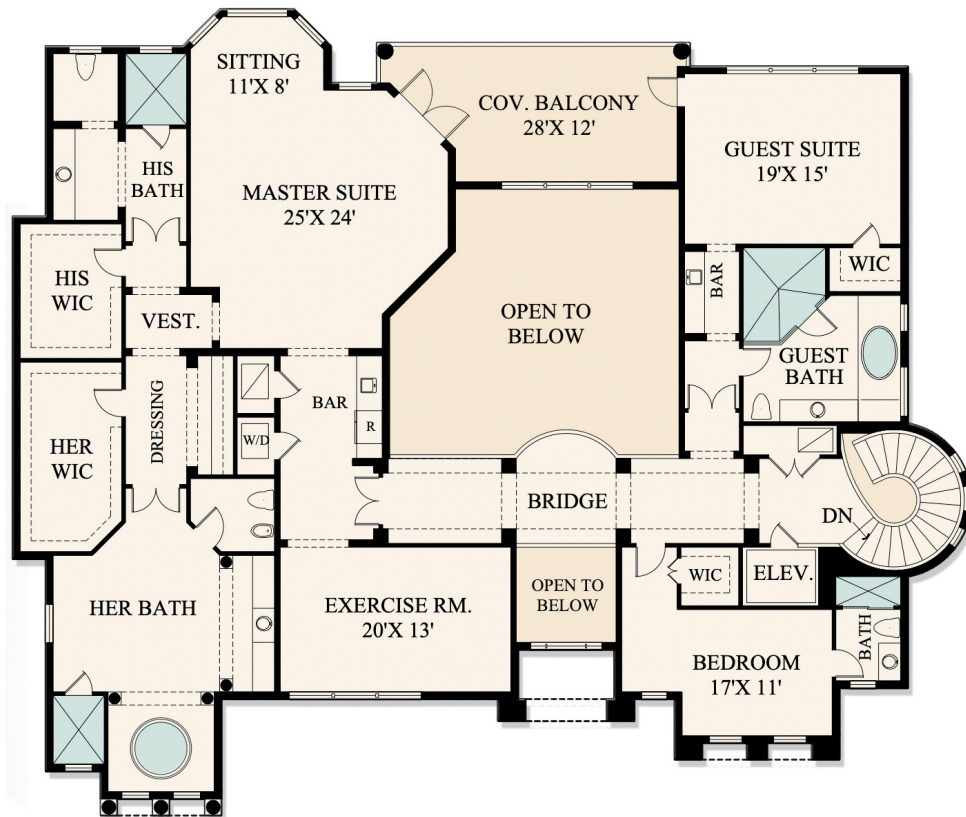 SITTING
11'X 8'
COV. BALCONY
28'X 12'
GUEST SUITE
19'X 15'
HIS
BATH
MASTER SUITE
25'X 24'
HIS
WIC
VEST.
OPEN TO
BELOW
BAR
WIC
GUEST
BATH
HER
WIC
DRESSING
W/D
BAR
R
BRIDGE
DN
HER BATH
EXERCISE RM.
20'X 13'
OPEN TO
BELOW
WIC
ELEV.
BEDROOM
17'X 11'
BATH